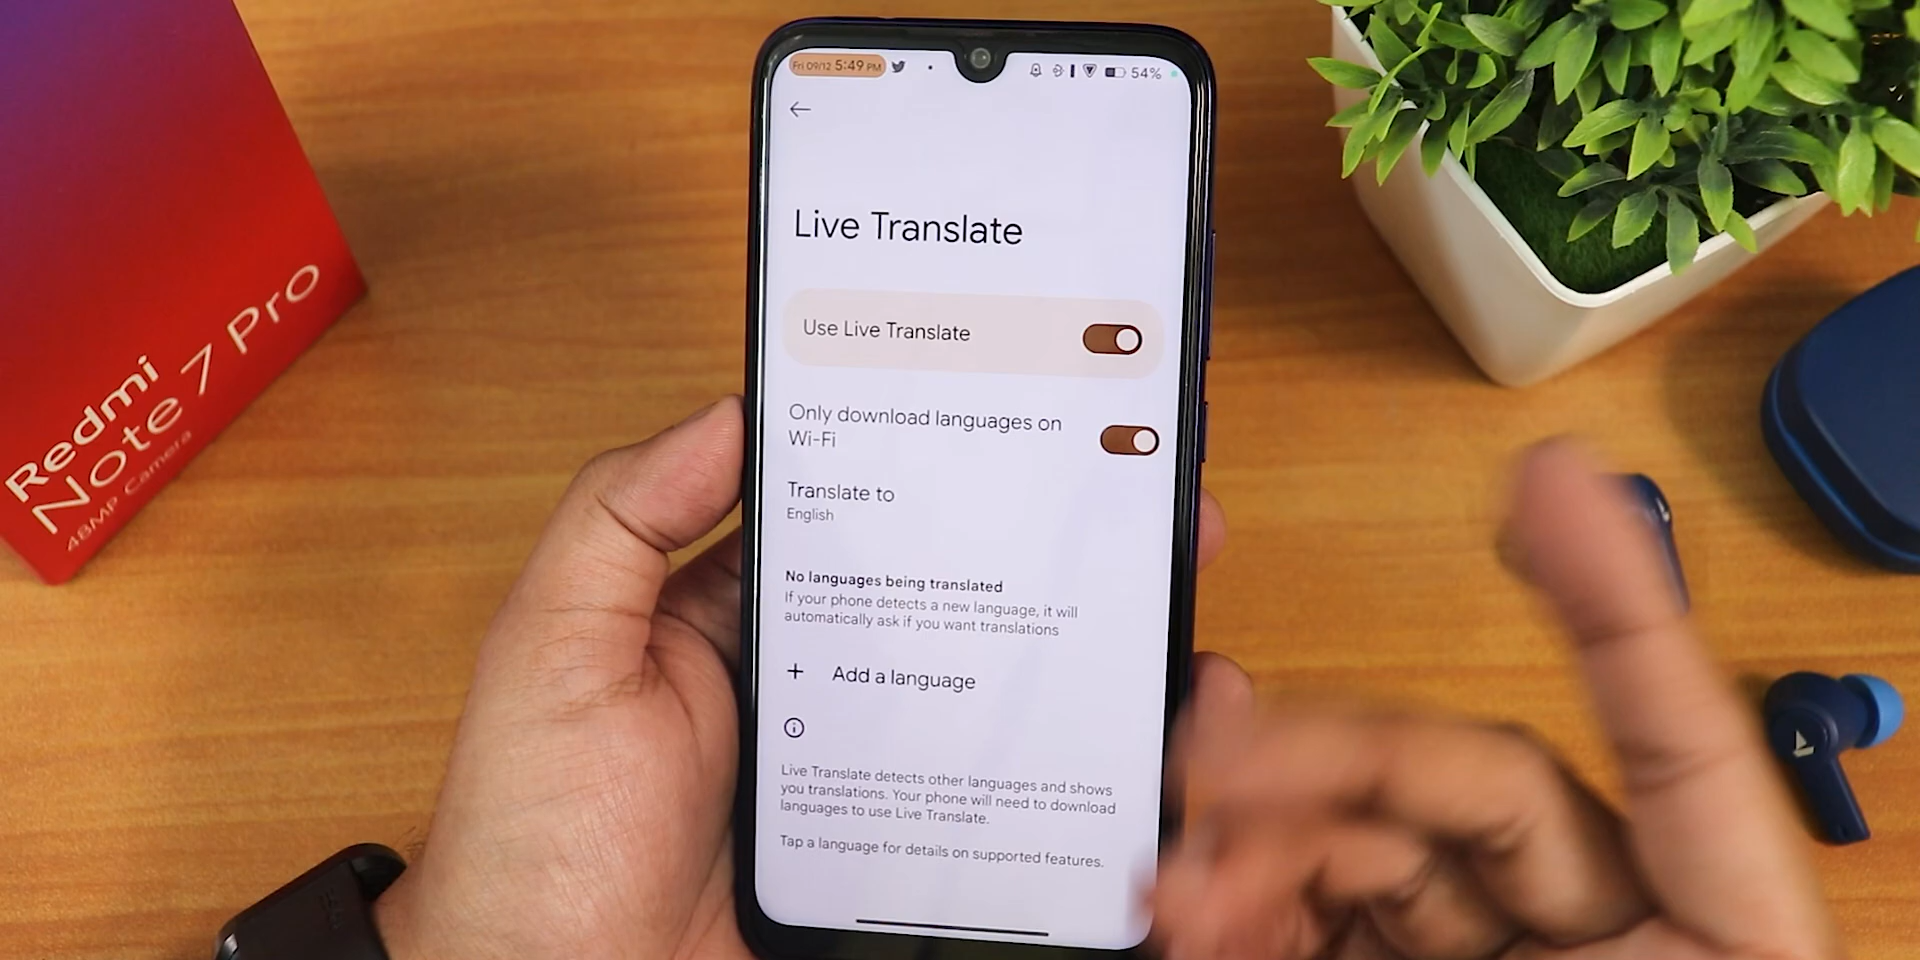 Fri 09/12 5:49 PM
54%
Live Translate
Use Live Translate
Only download languages on
Wi-Fi
Translate to
English
No languages being translated
If your phone detects a new language, it will
automatically ask if you want translations
+ Add a language
Live Translate detects other languages and shows
you translations. Your phone will need to download
languages to use Live Translate.
Tap a language for details on supported features.
Redmi
Note 7 Pro
48MP Camera